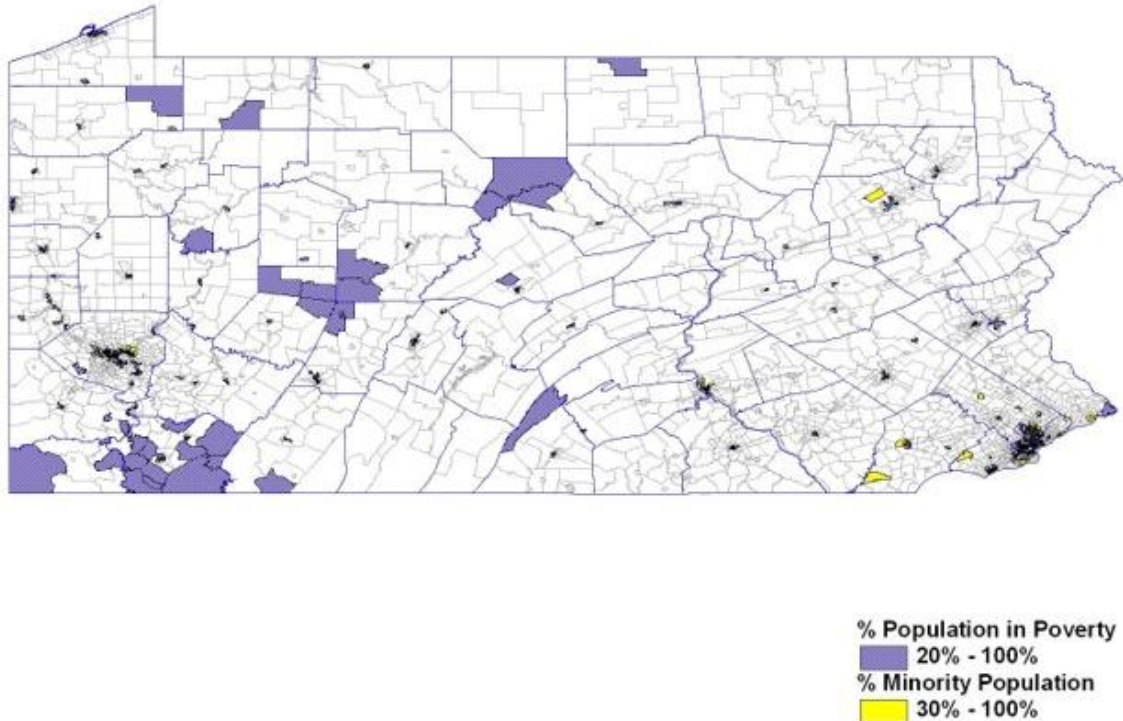 % Population in Poverty
20% - 100%
% Minority Population
30% - 100%